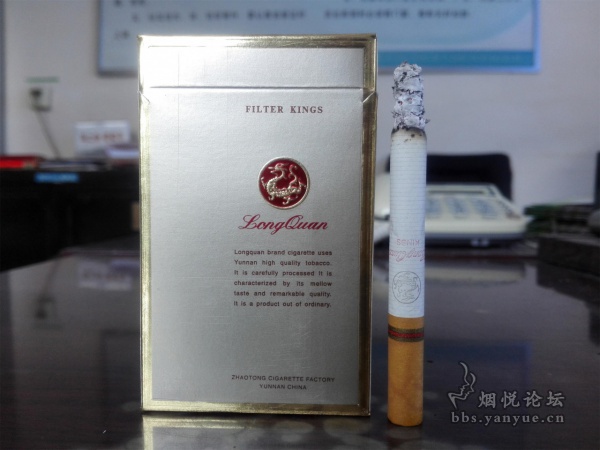 FILTER KINGS
LongQuan
Longquan brand cigarette uses
Yunnan high quality tobacco.
It is carefully processed It is
characterized by its mellow
taste and remarkable quality.
It is a product out of ordinary.
ZHAOTONG CIGARETTE FACTORY
YUNNAN CHINA
LongQuan
烟悦论坛
bbs.yanyue.cn